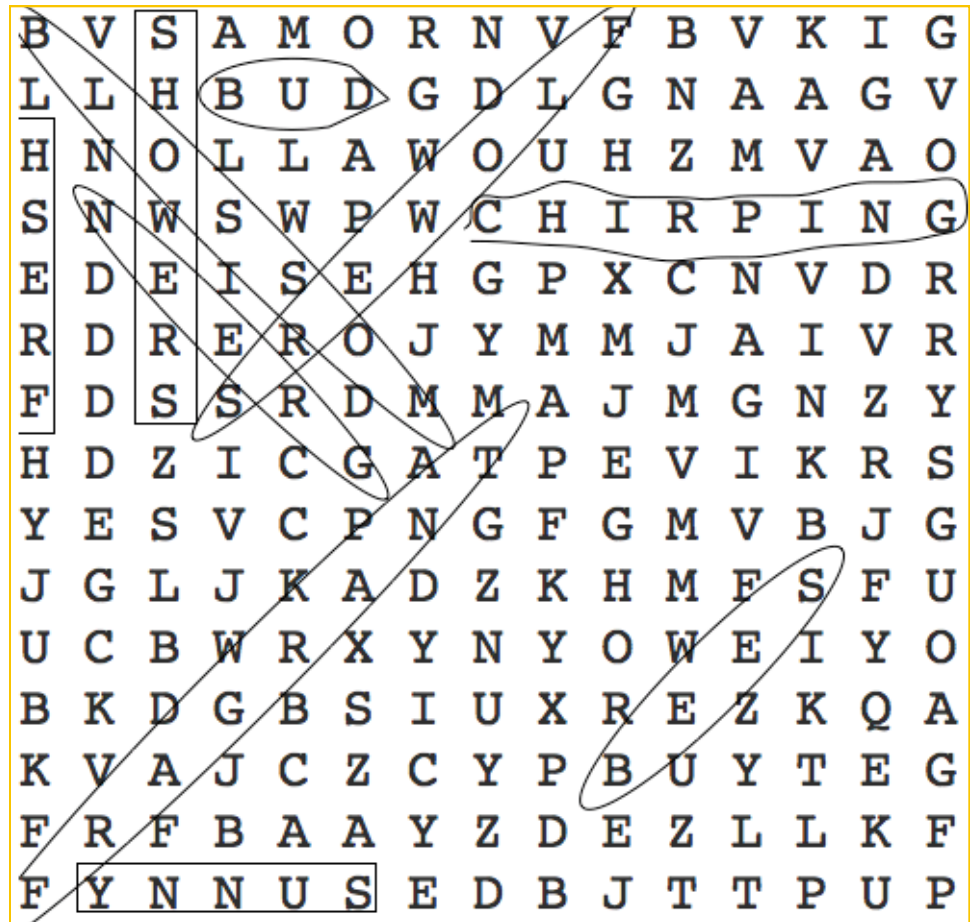 B V S A M O R N V F B V K I G
L L H B U D G D L G N A A G V
H N O L L A W O U H Z M V A O
S N W S W P W C H I R P I N G
E D E I S E H G P X C N V D R
R D R E R O J Y M M J A I V R
F D S S R D M M A J M G N Z Y
H D Z I C G A T P E V I K R S
Y E S V C P N G F G M V B J G
J G L J K A D Z K H M F S F U
U C B W R X Y N Y O W E I Y O
B K D G B S I U X R E Z K Q A
K V A J C Z C Y P B U Y T E G
F R F B A A Y Z D E Z L L K F
F Y N N U S E D B J T T P U P